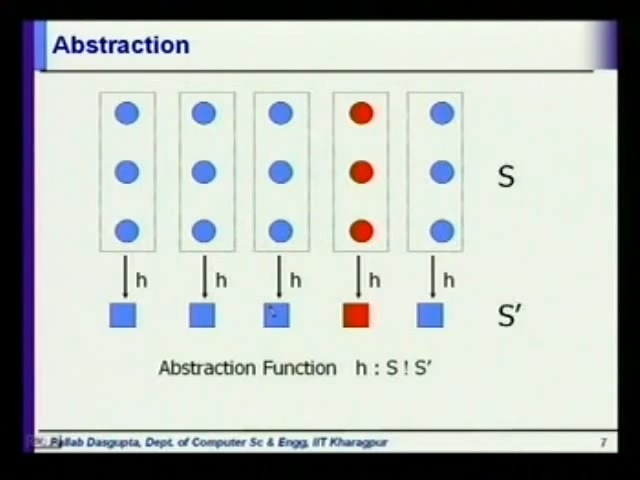 Abstraction
S
h h h h h
S′
Abstraction Function h : S ! S′
Pallab Dasgupta, Dept. of Computer Sc & Engg, IIT Kharagpur 7